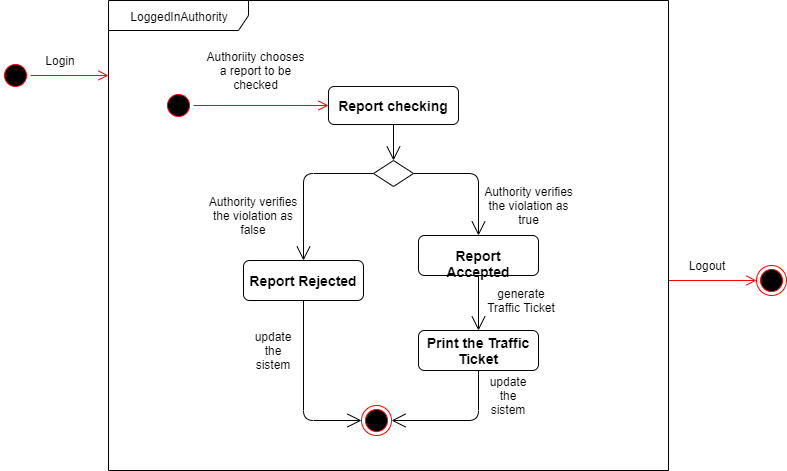 LoggedInAuthority
Login
Authoriity chooses
a report to be
checked
Report checking
Authority verifies
the violation as
false
Authority verifies
the violation as
true
Report
Accepted
Report Rejected
Logout
generate
Traffic Ticket
update
the
sistem
Print the Traffic
Ticket
update
the
sistem